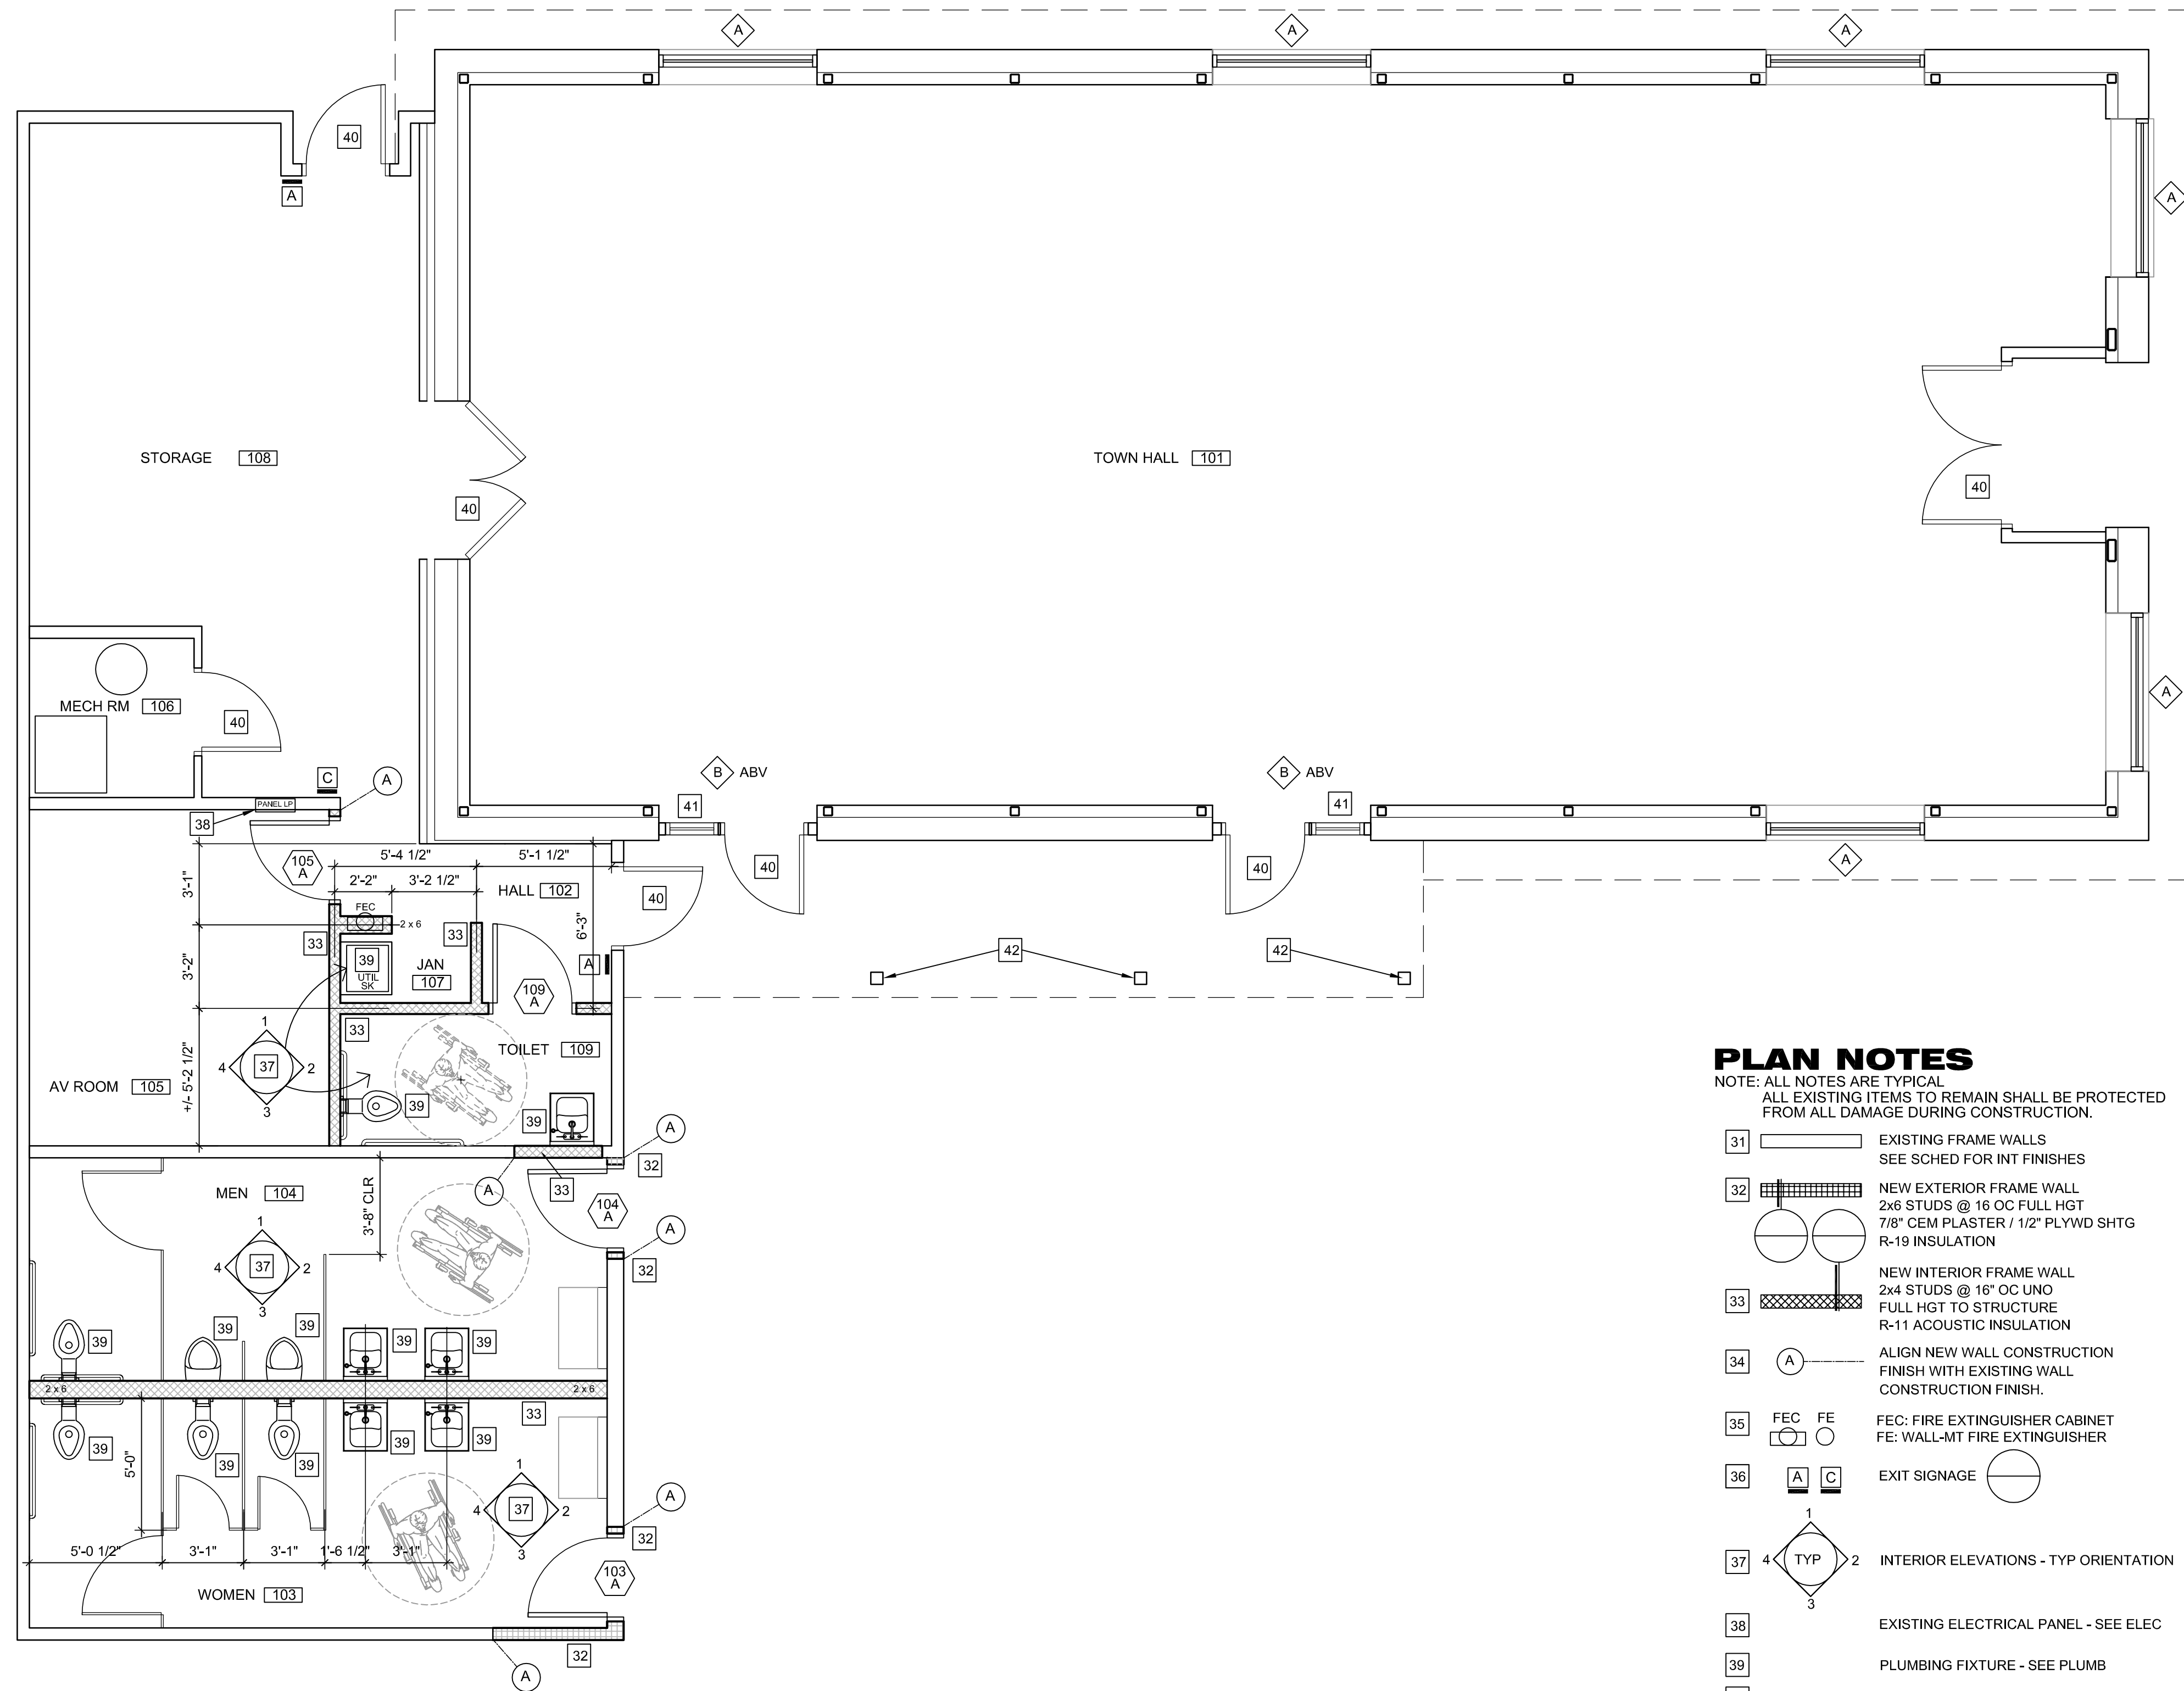 A
A
A
40
A
A
STORAGE 108
TOWN HALL 101
40
40
MECH RM 106
40
A
B ABV
B ABV
C
A
PANEL LP
41
41
38
105
A
5'-4 1/2"
5'-1 1/2"
40
40
A
3'-1"
2'-2"
3'-2 1/2"
HALL 102
40
FEC
2 x 6
6'-3"
33
33
42
42
3'-2"
39
UTIL
SK
JAN
107
A
109
A
33
1
4
37
2
3
TOILET 109
AV ROOM 105
+/- 5'-2 1/2"
39
39
A
32
MEN 104
A
33
104
A
3'-8" CLR
A
1
4
37
2
3
32
39
39
39
39
39
2 x 6
2 x 6
33
39
39
39
39
39
5'-0"
1
4
37
2
3
A
32
5'-0 1/2"
3'-1"
3'-1"
1'-6 1/2"
3'-1"
103
A
WOMEN 103
32
A
PLAN NOTES
NOTE: ALL NOTES ARE TYPICAL
ALL EXISTING ITEMS TO REMAIN SHALL BE PROTECTED
FROM ALL DAMAGE DURING CONSTRUCTION.
31 EXISTING FRAME WALLS
SEE SCHED FOR INT FINISHES
32 NEW EXTERIOR FRAME WALL
2x6 STUDS @ 16 OC FULL HGT
7/8" CEM PLASTER / 1/2" PLYWD SHTG
R-19 INSULATION
33 NEW INTERIOR FRAME WALL
2x4 STUDS @ 16" OC UNO
FULL HGT TO STRUCTURE
R-11 ACOUSTIC INSULATION
34 A ALIGN NEW WALL CONSTRUCTION
FINISH WITH EXISTING WALL
CONSTRUCTION FINISH.
35 FEC FE FEC: FIRE EXTINGUISHER CABINET
FE: WALL-MT FIRE EXTINGUISHER
36 A C EXIT SIGNAGE
1
37 4 TYP 2 INTERIOR ELEVATIONS - TYP ORIENTATION
3
38 EXISTING ELECTRICAL PANEL - SEE ELEC
39 PLUMBING FIXTURE - SEE PLUMB